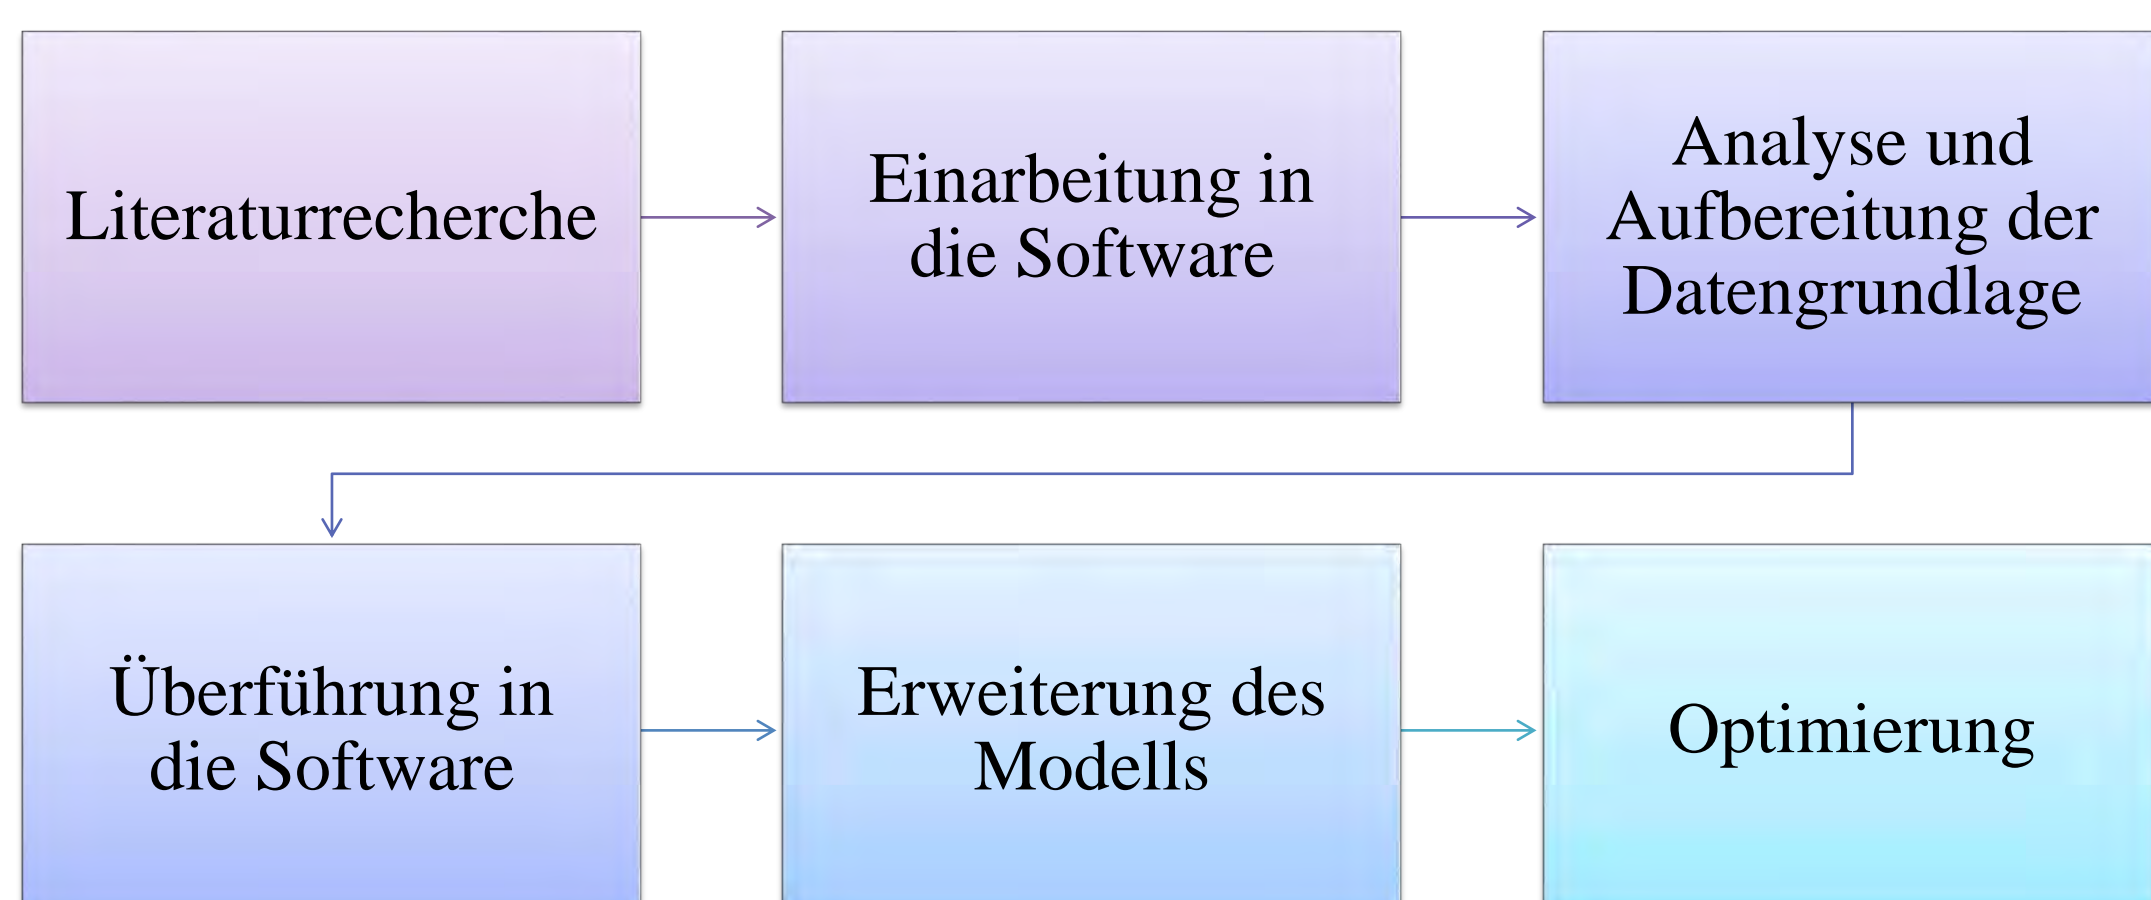 Literaturrecherche
Einarbeitung in
die Software
Analyse und
Aufbereitung der
Datengrundlage
Überführung in
die Software
Erweiterung des
Modells
Optimierung